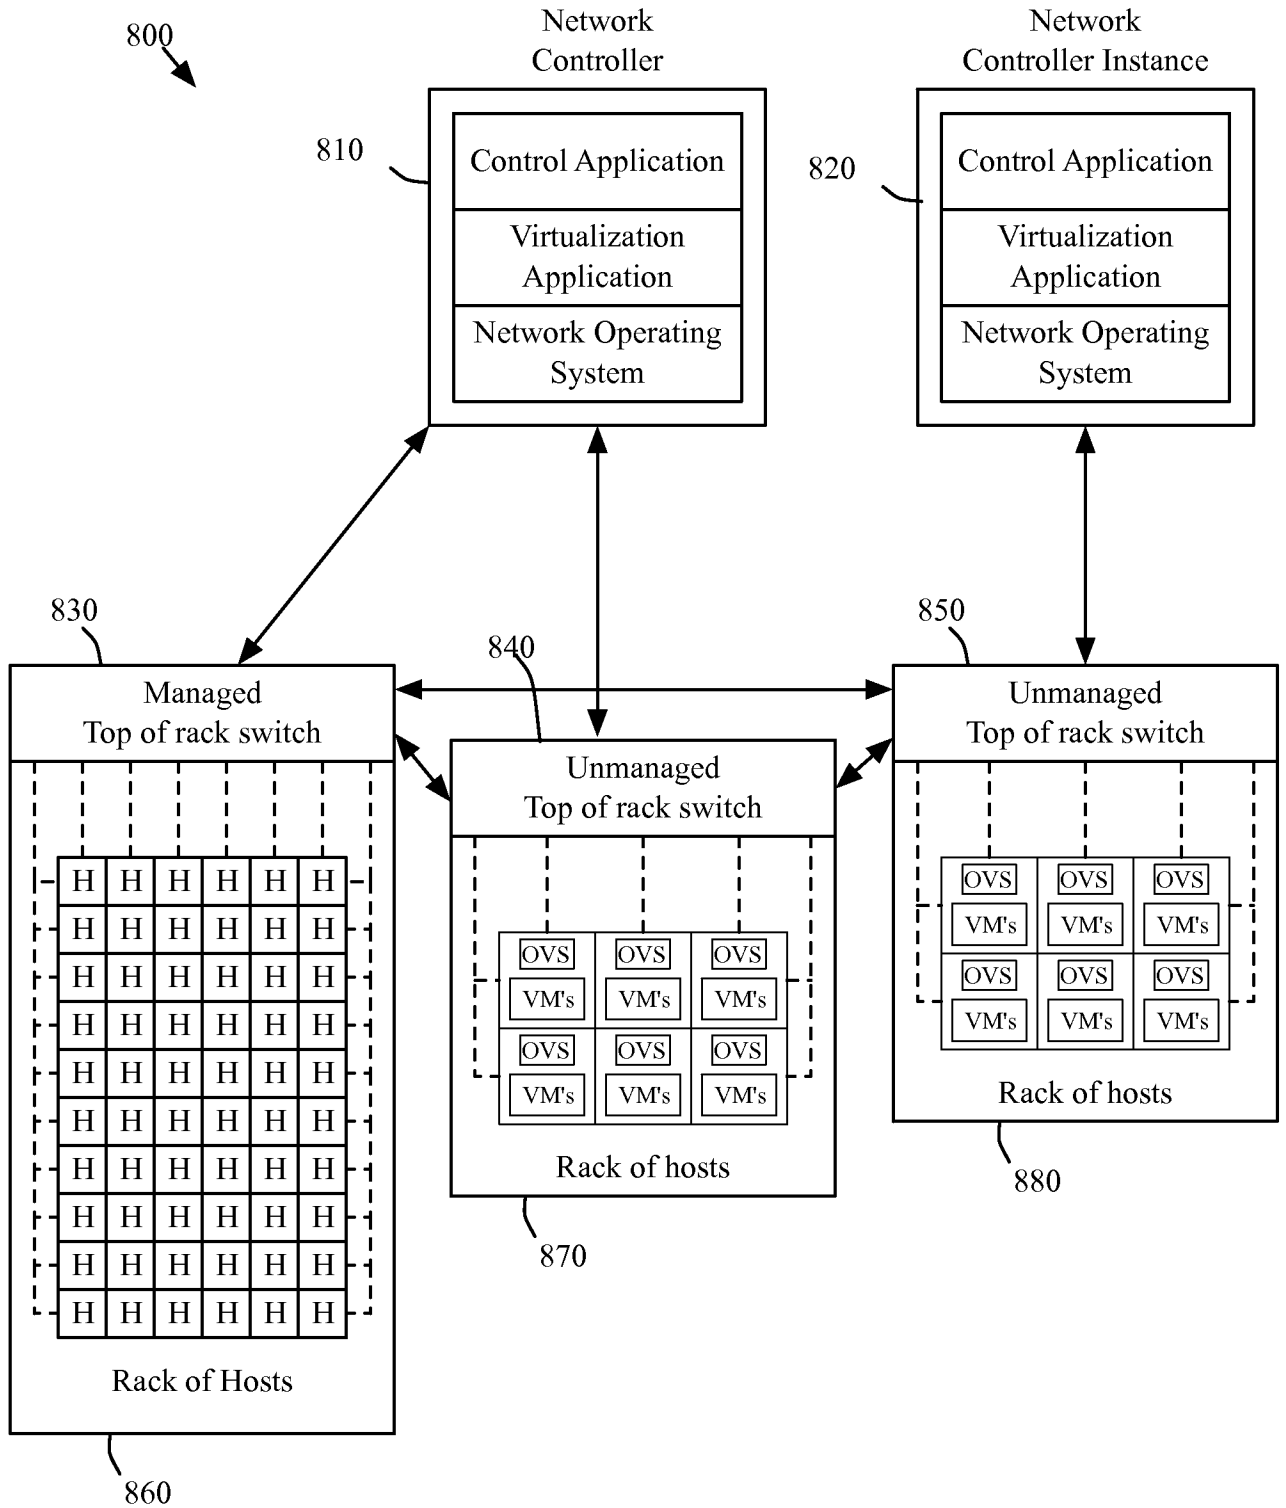 800
Network
Controller
Network
Controller Instance
810
Control Application
Virtualization
Application
Network Operating
System
820
Control Application
Virtualization
Application
Network Operating
System
830
Managed
Top of rack switch
840
Unmanaged
Top of rack switch
850
Unmanaged
Top of rack switch
H H H H H H
H H H H H H
H H H H H H
H H H H H H
H H H H H H
H H H H H H
H H H H H H
H H H H H H
H H H H H H
H H H H H H
Rack of Hosts
860
OVS OVS OVS
VM's VM's VM's
OVS OVS OVS
VM's VM's VM's
Rack of hosts
870
OVS OVS OVS
VM's VM's VM's
OVS OVS OVS
VM's VM's VM's
Rack of hosts
880